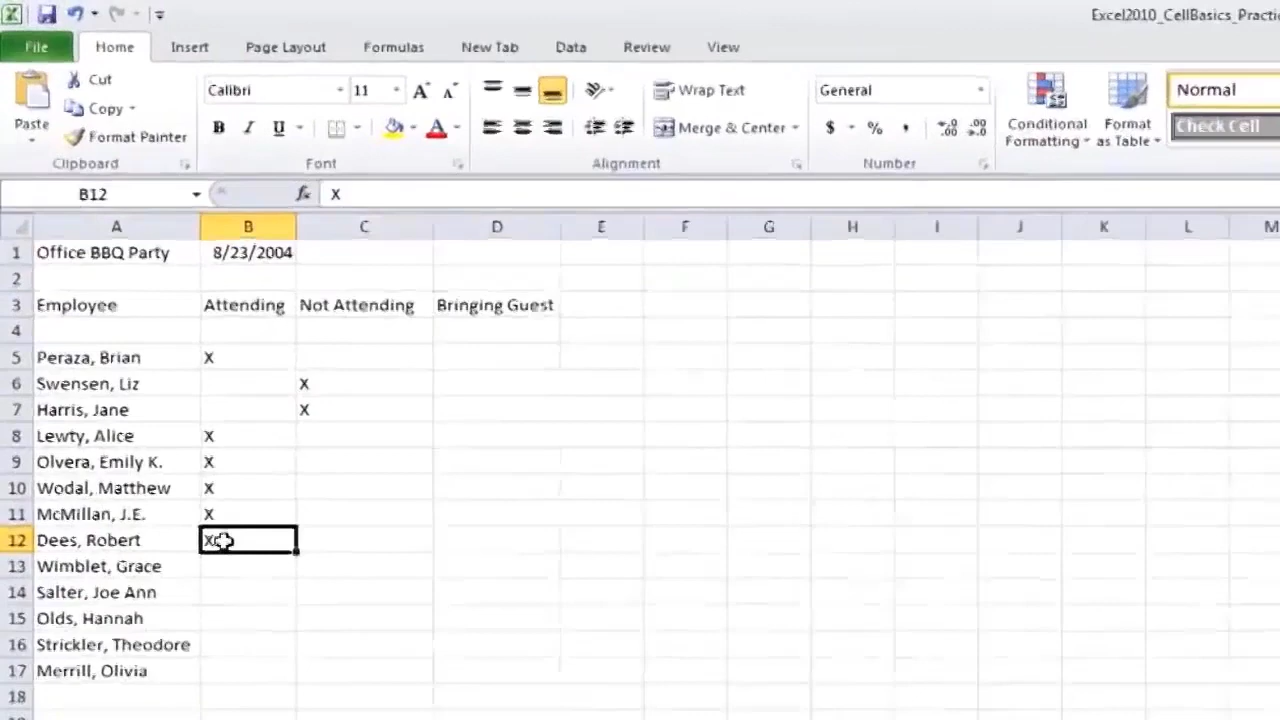 Excel2010_CellBasics_Practi
File Home Insert Page Layout Formulas New Tab Data Review View
Cut
Calibri 11 A A Wrap Text General Normal
Copy
Paste Format Painter B I U A Merge & Center $ % , .00 .00 Conditional Formatting Format as Table Check Cell
Clipboard Font Alignment Number
B12 fx X
A B C D E F G H I J K L M
1 Office BBQ Party 8/23/2004
2
3 Employee Attending Not Attending Bringing Guest
4
5 Peraza, Brian X
6 Swensen, Liz X
7 Harris, Jane X
8 Lewty, Alice X
9 Olvera, Emily K. X
10 Wodal, Matthew X
11 McMillan, J.E. X
12 Dees, Robert X
13 Wimblet, Grace
14 Salter, Joe Ann
15 Olds, Hannah
16 Strickler, Theodore
17 Merrill, Olivia
18